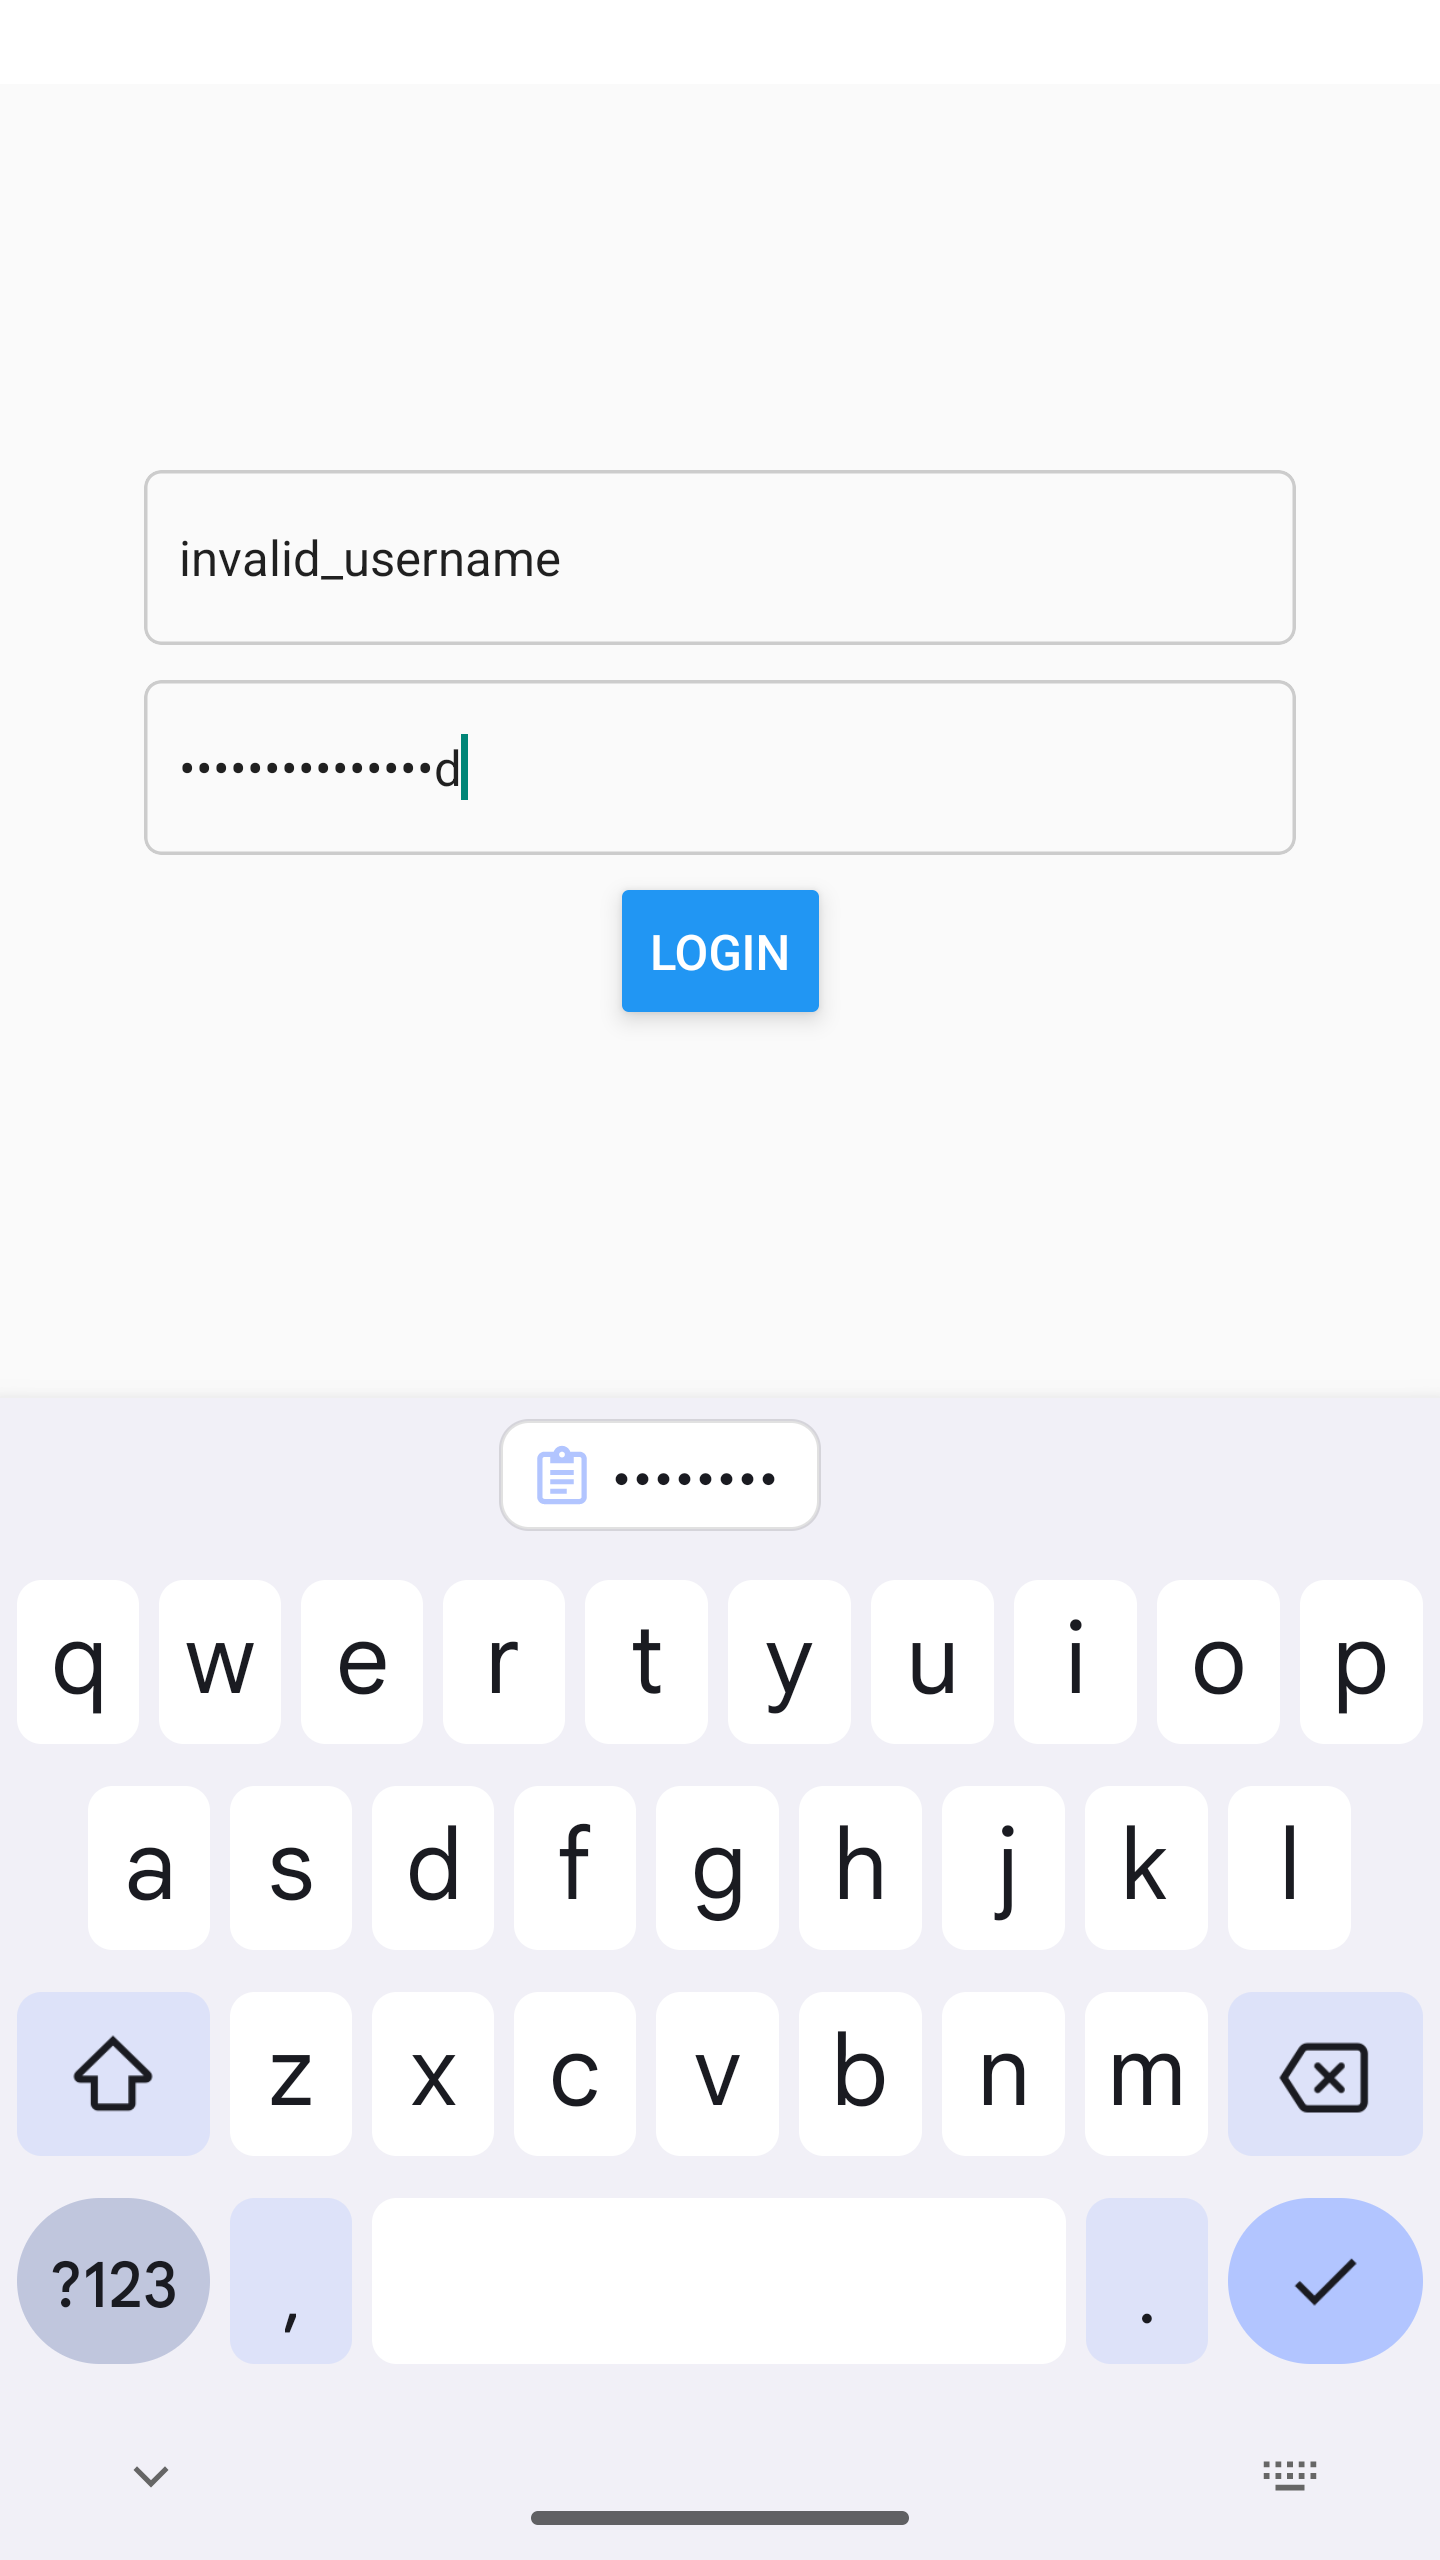 invalid_username
•••••••••••••••d
LOGIN
••••••••
q w e r t y u i o p
a s d f g h j k l
z x c v b n m
?123 , .